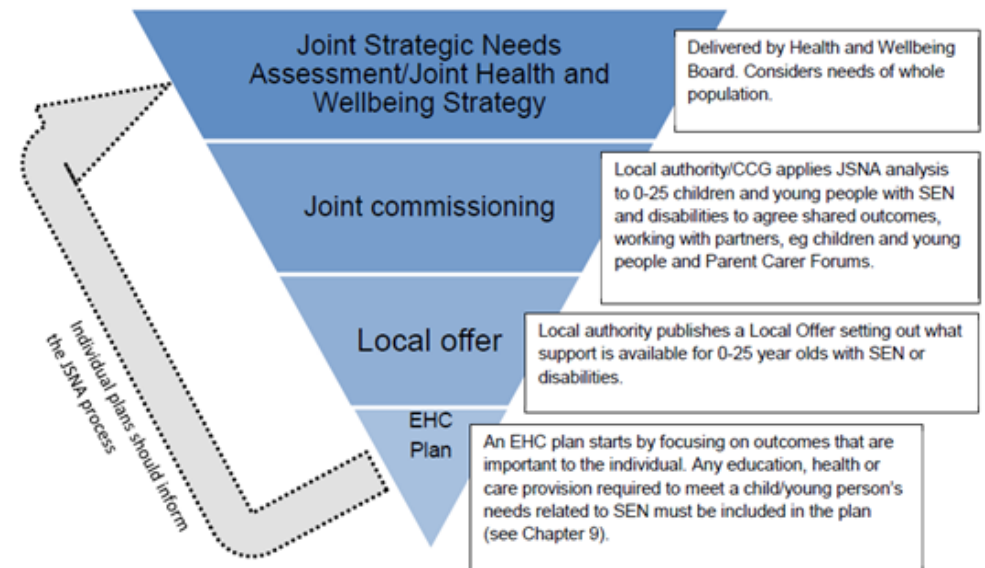 Joint Strategic Needs
Assessment/Joint Health and
Wellbeing Strategy
Delivered by Health and Wellbeing
Board. Considers needs of whole
population.
Joint commissioning
Local authority/CCG applies JSNA analysis
to 0-25 children and young people with SEN
and disabilities to agree shared outcomes,
working with partners, eg children and young
people and Parent Carer Forums.
Local offer
Local authority publishes a Local Offer setting out what
support is available for 0-25 year olds with SEN or
disabilities.
EHC
Plan
An EHC plan starts by focusing on outcomes that are
important to the individual. Any education, health or
care provision required to meet a child/young person's
needs related to SEN must be included in the plan
(see Chapter 9).
Individual plans should inform
the JSNA process